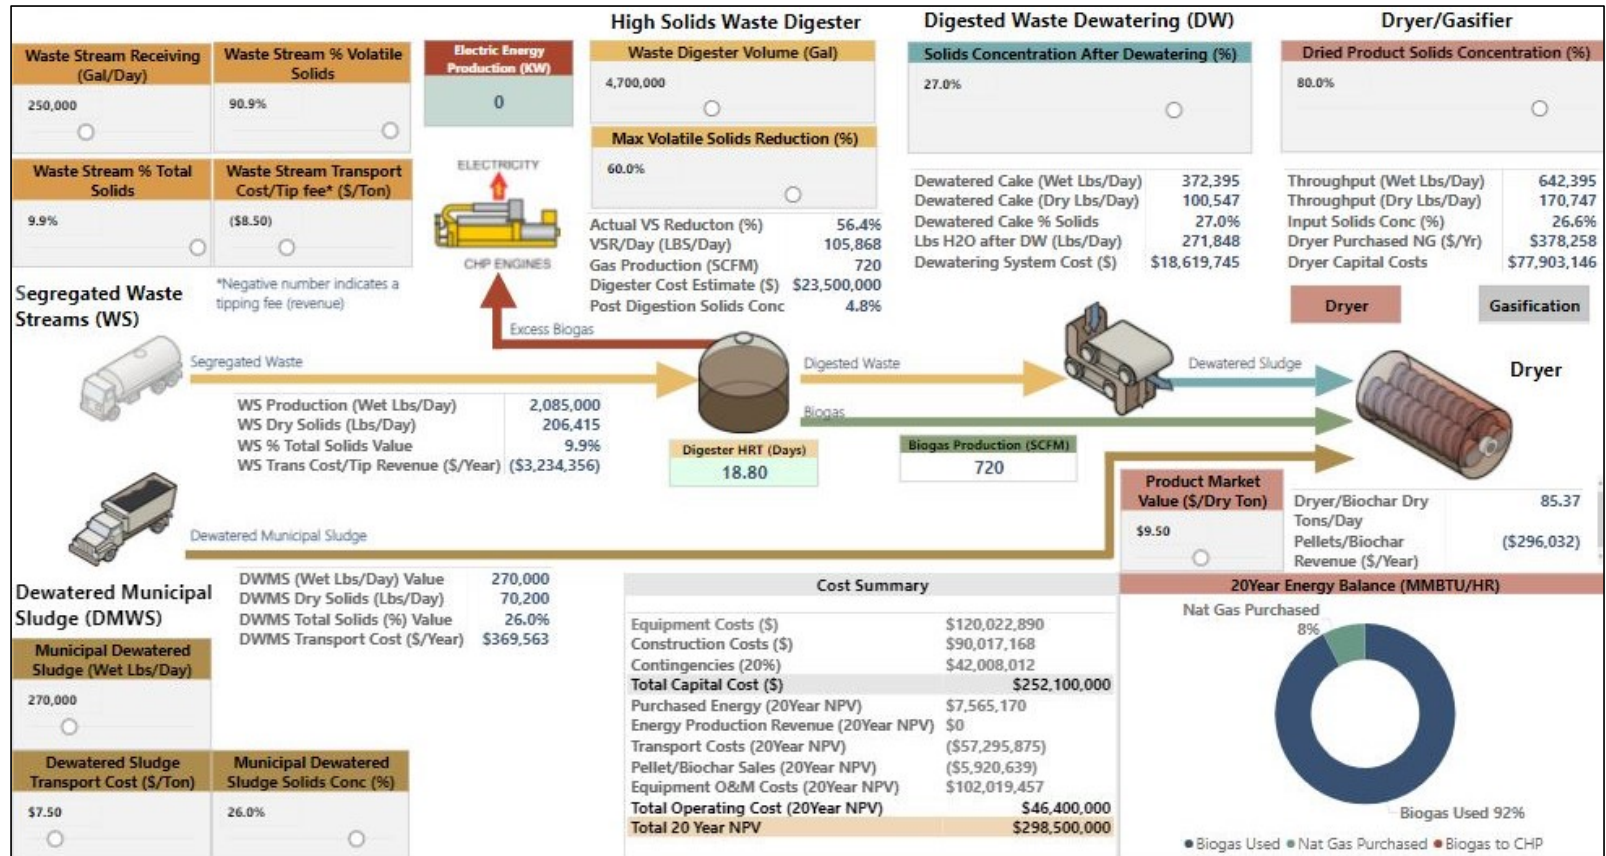 High Solids Waste Digester
Digested Waste Dewatering (DW)
Dryer/Gasifier
Waste Stream Receiving
(Gal/Day)
250,000
Waste Stream % Volatile
Solids
90.9%
Electric Energy
Production (KW)
0
Waste Digester Volume (Gal)
4,700,000
Solids Concentration After Dewatering (%)
27.0%
Dried Product Solids Concentration (%)
80.0%
Max Volatile Solids Reduction (%)
60.0%
Waste Stream % Total
Solids
9.9%
Waste Stream Transport
Cost/Tip fee* ($/Ton)
($8.50)
*Negative number indicates a
tipping fee (revenue)
ELECTRICITY
CHP ENGINES
Actual VS Reducton (%) 56.4%
VSR/Day (LBS/Day) 105,868
Gas Production (SCFM) 720
Digester Cost Estimate ($) $23,500,000
Post Digestion Solids Conc 4.8%
Dewatered Cake (Wet Lbs/Day) 372,395
Dewatered Cake (Dry Lbs/Day) 100,547
Dewatered Cake % Solids 27.0%
Lbs H2O after DW (Lbs/Day) 271,848
Dewatering System Cost ($) $18,619,745
Throughput (Wet Lbs/Day) 642,395
Throughput (Dry Lbs/Day) 170,747
Input Solids Conc (%) 26.6%
Dryer Purchased NG ($/Yr) $378,258
Dryer Capital Costs $77,903,146
Dryer
Gasification
Segregated Waste
Streams (WS)
Excess Biogas
Segregated Waste
Digested Waste
Dewatered Sludge
Dryer
Biogas
WS Production (Wet Lbs/Day) 2,085,000
WS Dry Solids (Lbs/Day) 206,415
WS % Total Solids Value 9.9%
WS Trans Cost/Tip Revenue ($/Year) ($3,234,356)
Digester HRT (Days)
18.80
Biogas Production (SCFM)
720
Product Market
Value ($/Dry Ton)
$9.50
Dryer/Biochar Dry 85.37
Tons/Day
Pellets/Biochar ($296,032)
Revenue ($/Year)
Dewatered Municipal Sludge
Dewatered Municipal
Sludge (DMWS)
DWMS (Wet Lbs/Day) Value 270,000
DWMS Dry Solids (Lbs/Day) 70,200
DWMS Total Solids (%) Value 26.0%
DWMS Transport Cost ($/Year) $369,563
Municipal Dewatered
Sludge (Wet Lbs/Day)
270,000
Dewatered Sludge
Transport Cost ($/Ton)
$7.50
Municipal Dewatered
Sludge Solids Conc (%)
26.0%
Cost Summary
Equipment Costs ($) $120,022,890
Construction Costs ($) $90,017,168
Contingencies (20%) $42,008,012
Total Capital Cost ($) $252,100,000
Purchased Energy (20Year NPV) $7,565,170
Energy Production Revenue (20Year NPV) $0
Transport Costs (20Year NPV) ($57,295,875)
Pellet/Biochar Sales (20Year NPV) ($5,920,639)
Equipment O&M Costs (20Year NPV) $102,019,457
Total Operating Cost (20Year NPV) $46,400,000
Total 20 Year NPV $298,500,000
20Year Energy Balance (MMBTU/HR)
Nat Gas Purchased
8%
Biogas Used 92%
Biogas Used Nat Gas Purchased Biogas to CHP